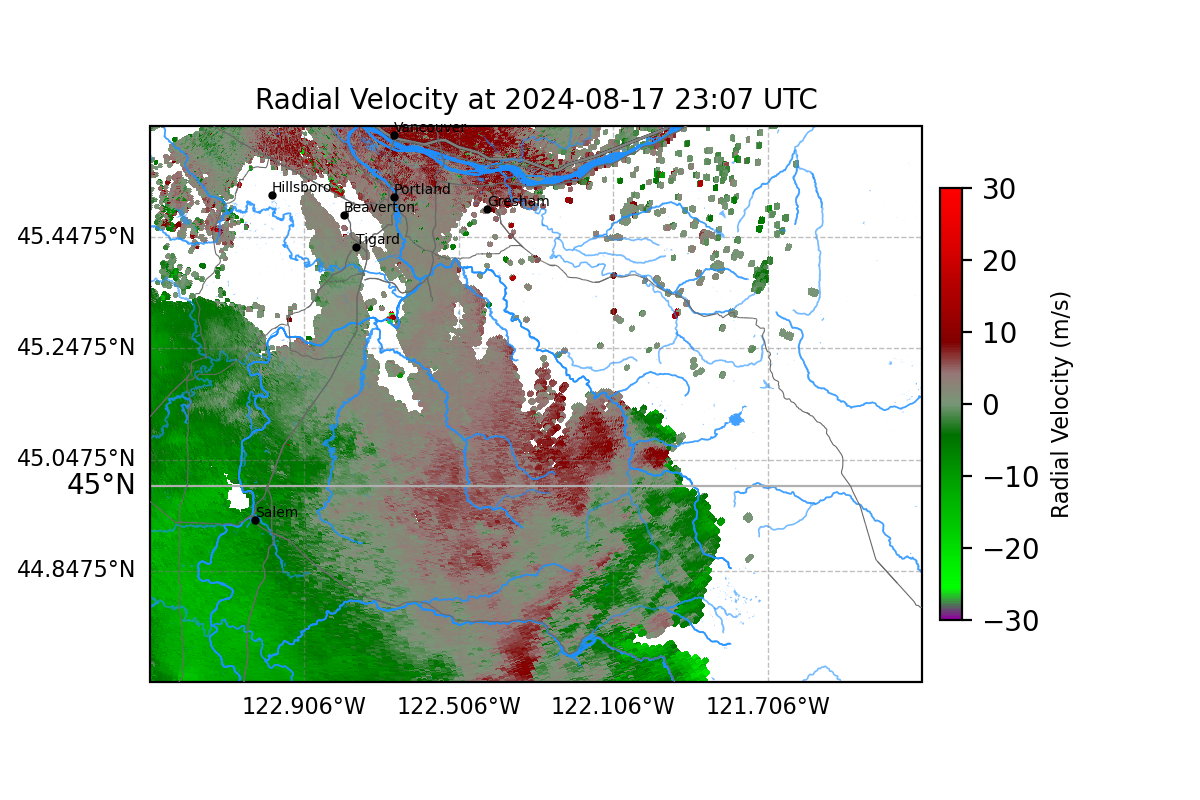 Radial Velocity at 2024-08-17 23:07 UTC
Vancouver
Hillsboro
Portland
Beaverton
Gresham
Tigard
Salem
45.4475°N
45.2475°N
45.0475°N
45°N
44.8475°N
122.906°W
122.506°W
122.106°W
121.706°W
30
20
10
0
−10
−20
−30
Radial Velocity (m/s)